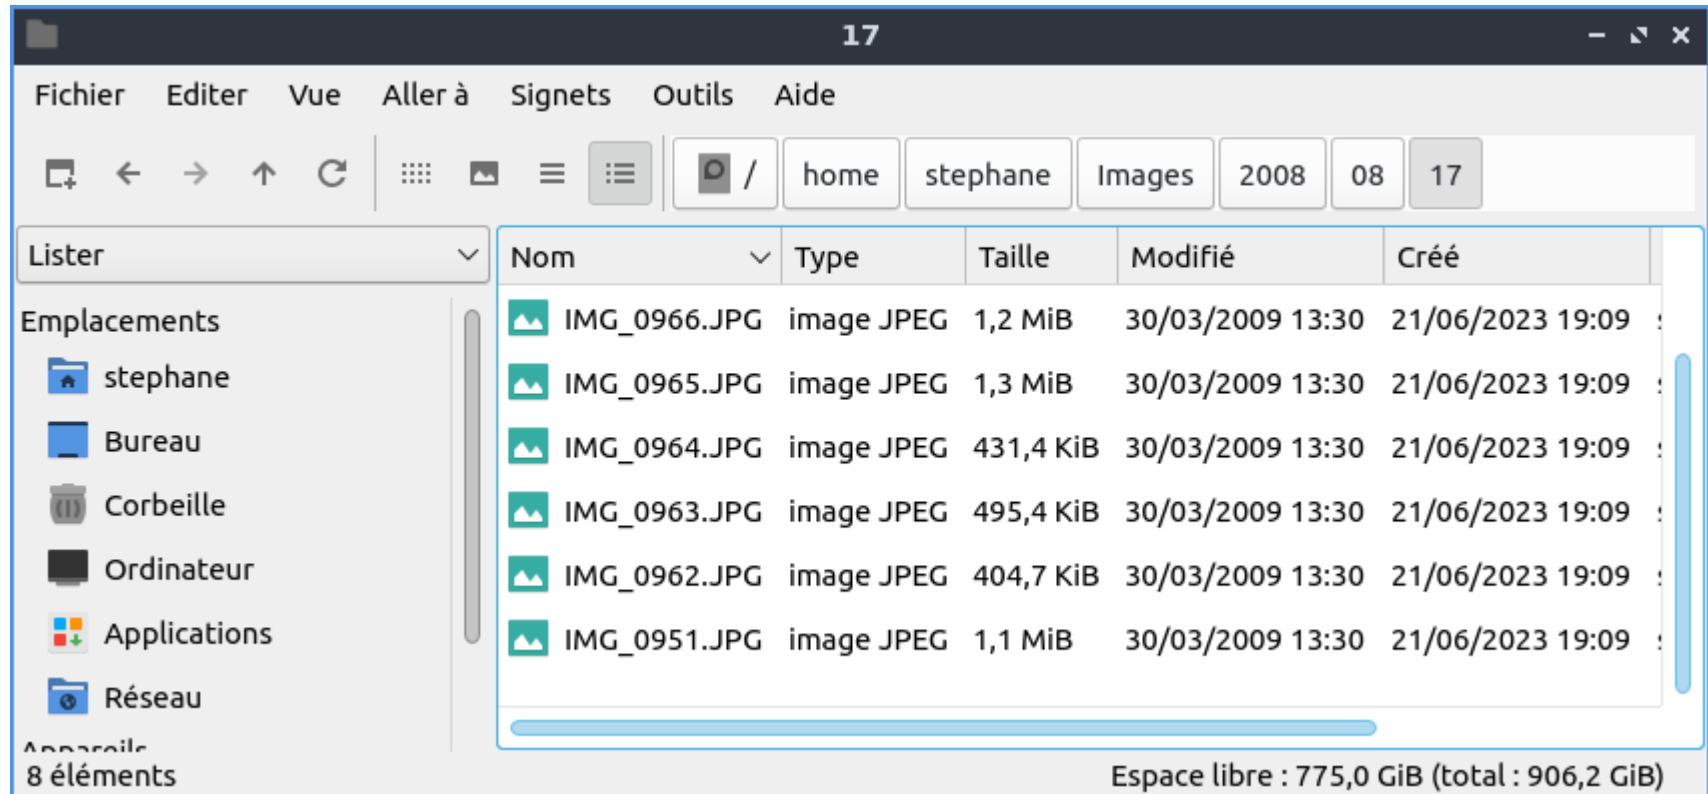 17
Fichier Editer Vue Aller à Signets Outils Aide
/ home stephane Images 2008 08 17
Lister
Nom Type Taille Modifié Créé
Emplacements
stephane
Bureau
Corbeille
Ordinateur
Applications
Réseau
Appareils
IMG_0966.JPG image JPEG 1,2 MiB 30/03/2009 13:30 21/06/2023 19:09
IMG_0965.JPG image JPEG 1,3 MiB 30/03/2009 13:30 21/06/2023 19:09
IMG_0964.JPG image JPEG 431,4 KiB 30/03/2009 13:30 21/06/2023 19:09
IMG_0963.JPG image JPEG 495,4 KiB 30/03/2009 13:30 21/06/2023 19:09
IMG_0962.JPG image JPEG 404,7 KiB 30/03/2009 13:30 21/06/2023 19:09
IMG_0951.JPG image JPEG 1,1 MiB 30/03/2009 13:30 21/06/2023 19:09
8 éléments
Espace libre : 775,0 GiB (total : 906,2 GiB)